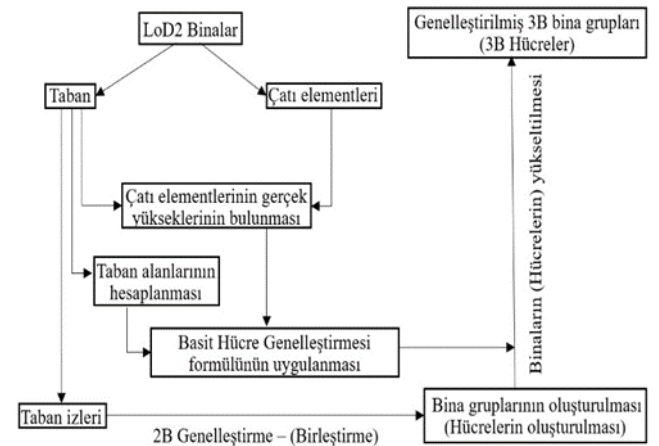 LoD2 Binalar
Genelleştirilmiş 3B bina grupları
(3B Hücreler)
Taban
Çatı elementleri
Binaların (Hücrelerin) yükseltilmesi
Çatı elementlerinin gerçek
yükseklerinin bulunması
Taban alanlarının
hesaplanması
Basit Hücre Genelleştirmesi
formülünün uygulanması
Taban izleri
2B Genelleştirme – (Birleştirme)
Bina gruplarının oluşturulması
(Hücrelerin oluşturulması)